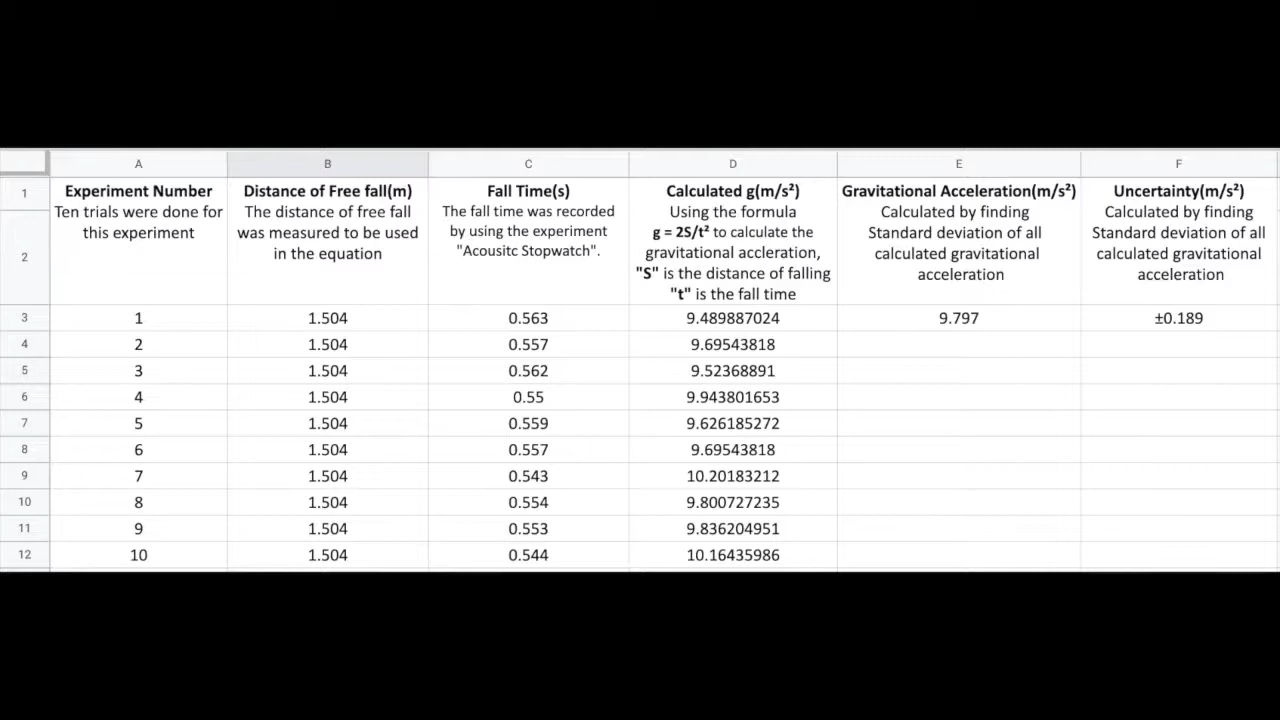 A B C D E F
1 Experiment Number Distance of Free fall(m) Fall Time(s) Calculated g(m/s²) Gravitational Acceleration(m/s²) Uncertainty(m/s²)
2
Ten trials were done for
this experiment
The distance of free fall
was measured to be used
in the equation
The fall time was recorded
by using the experiment
"Acousitc Stopwatch".
Using the formula
g = 2S/t² to calculate the
gravitational accleration,
"S" is the distance of falling
"t" is the fall time
Calculated by finding
Standard deviation of all
calculated gravitational
acceleration
Calculated by finding
Standard deviation of all
calculated gravitational
acceleration
3 1 1.504 0.563 9.489887024 9.797 ±0.189
4 2 1.504 0.557 9.69543818
5 3 1.504 0.562 9.52368891
6 4 1.504 0.55 9.943801653
7 5 1.504 0.559 9.626185272
8 6 1.504 0.557 9.69543818
9 7 1.504 0.543 10.20183212
10 8 1.504 0.554 9.800727235
11 9 1.504 0.553 9.836204951
12 10 1.504 0.544 10.16435986